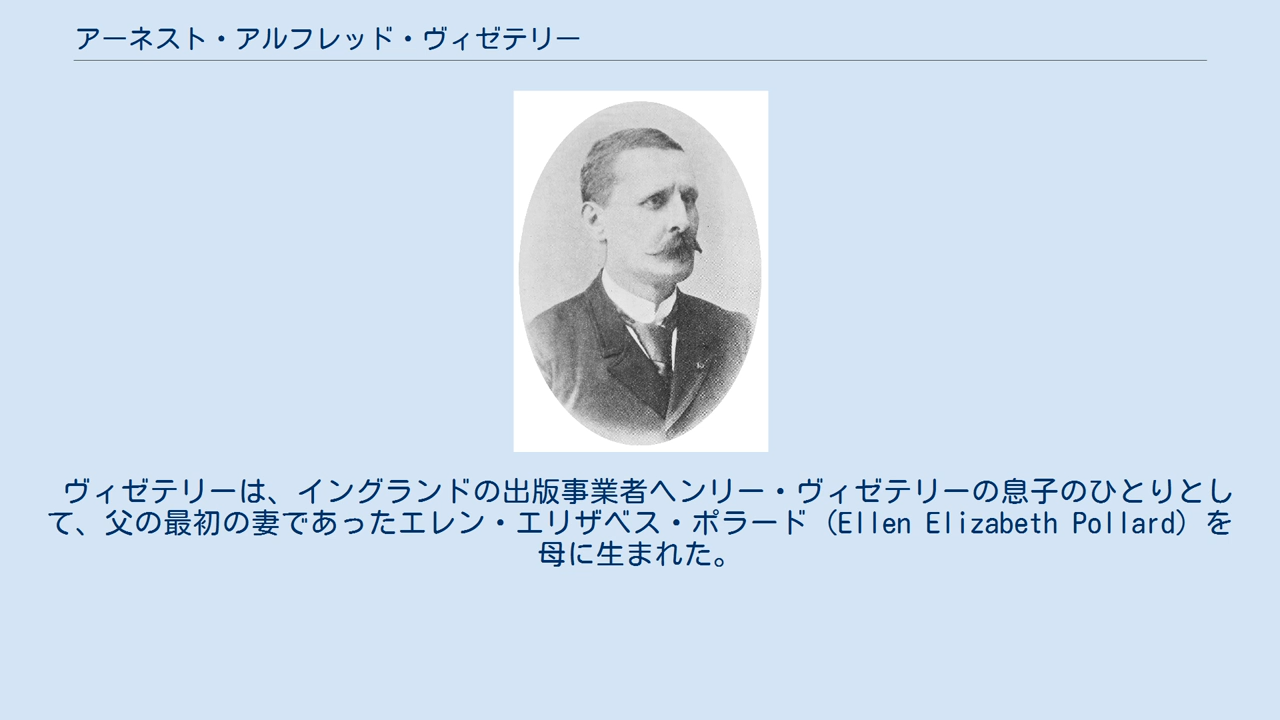 アーネスト・アルフレッド・ヴィゼテリー
ヴィゼテリーは、イングランドの出版事業者ヘンリー・ヴィゼテリーの息子のひとりとし
て、父の最初の妻であったエレン・エリザベス・ポラード（Ellen Elizabeth Pollard）を
母に生まれた。